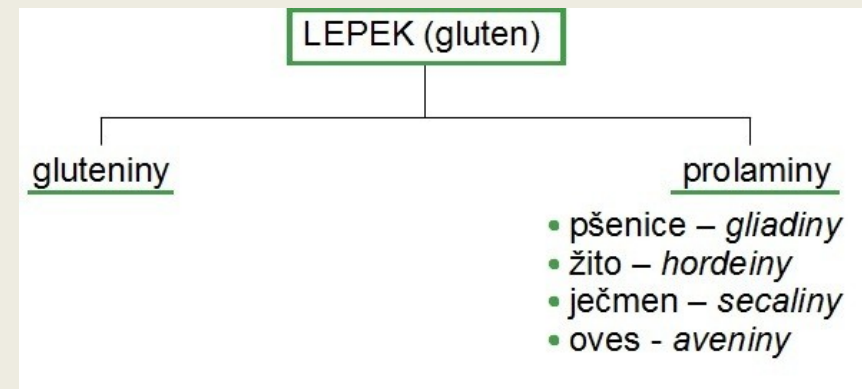 LEPEK (gluten)
gluteniny
prolaminy
• pšenice – gliadiny
• žito – hordeiny
• ječmen – secaliny
• oves - aveniny